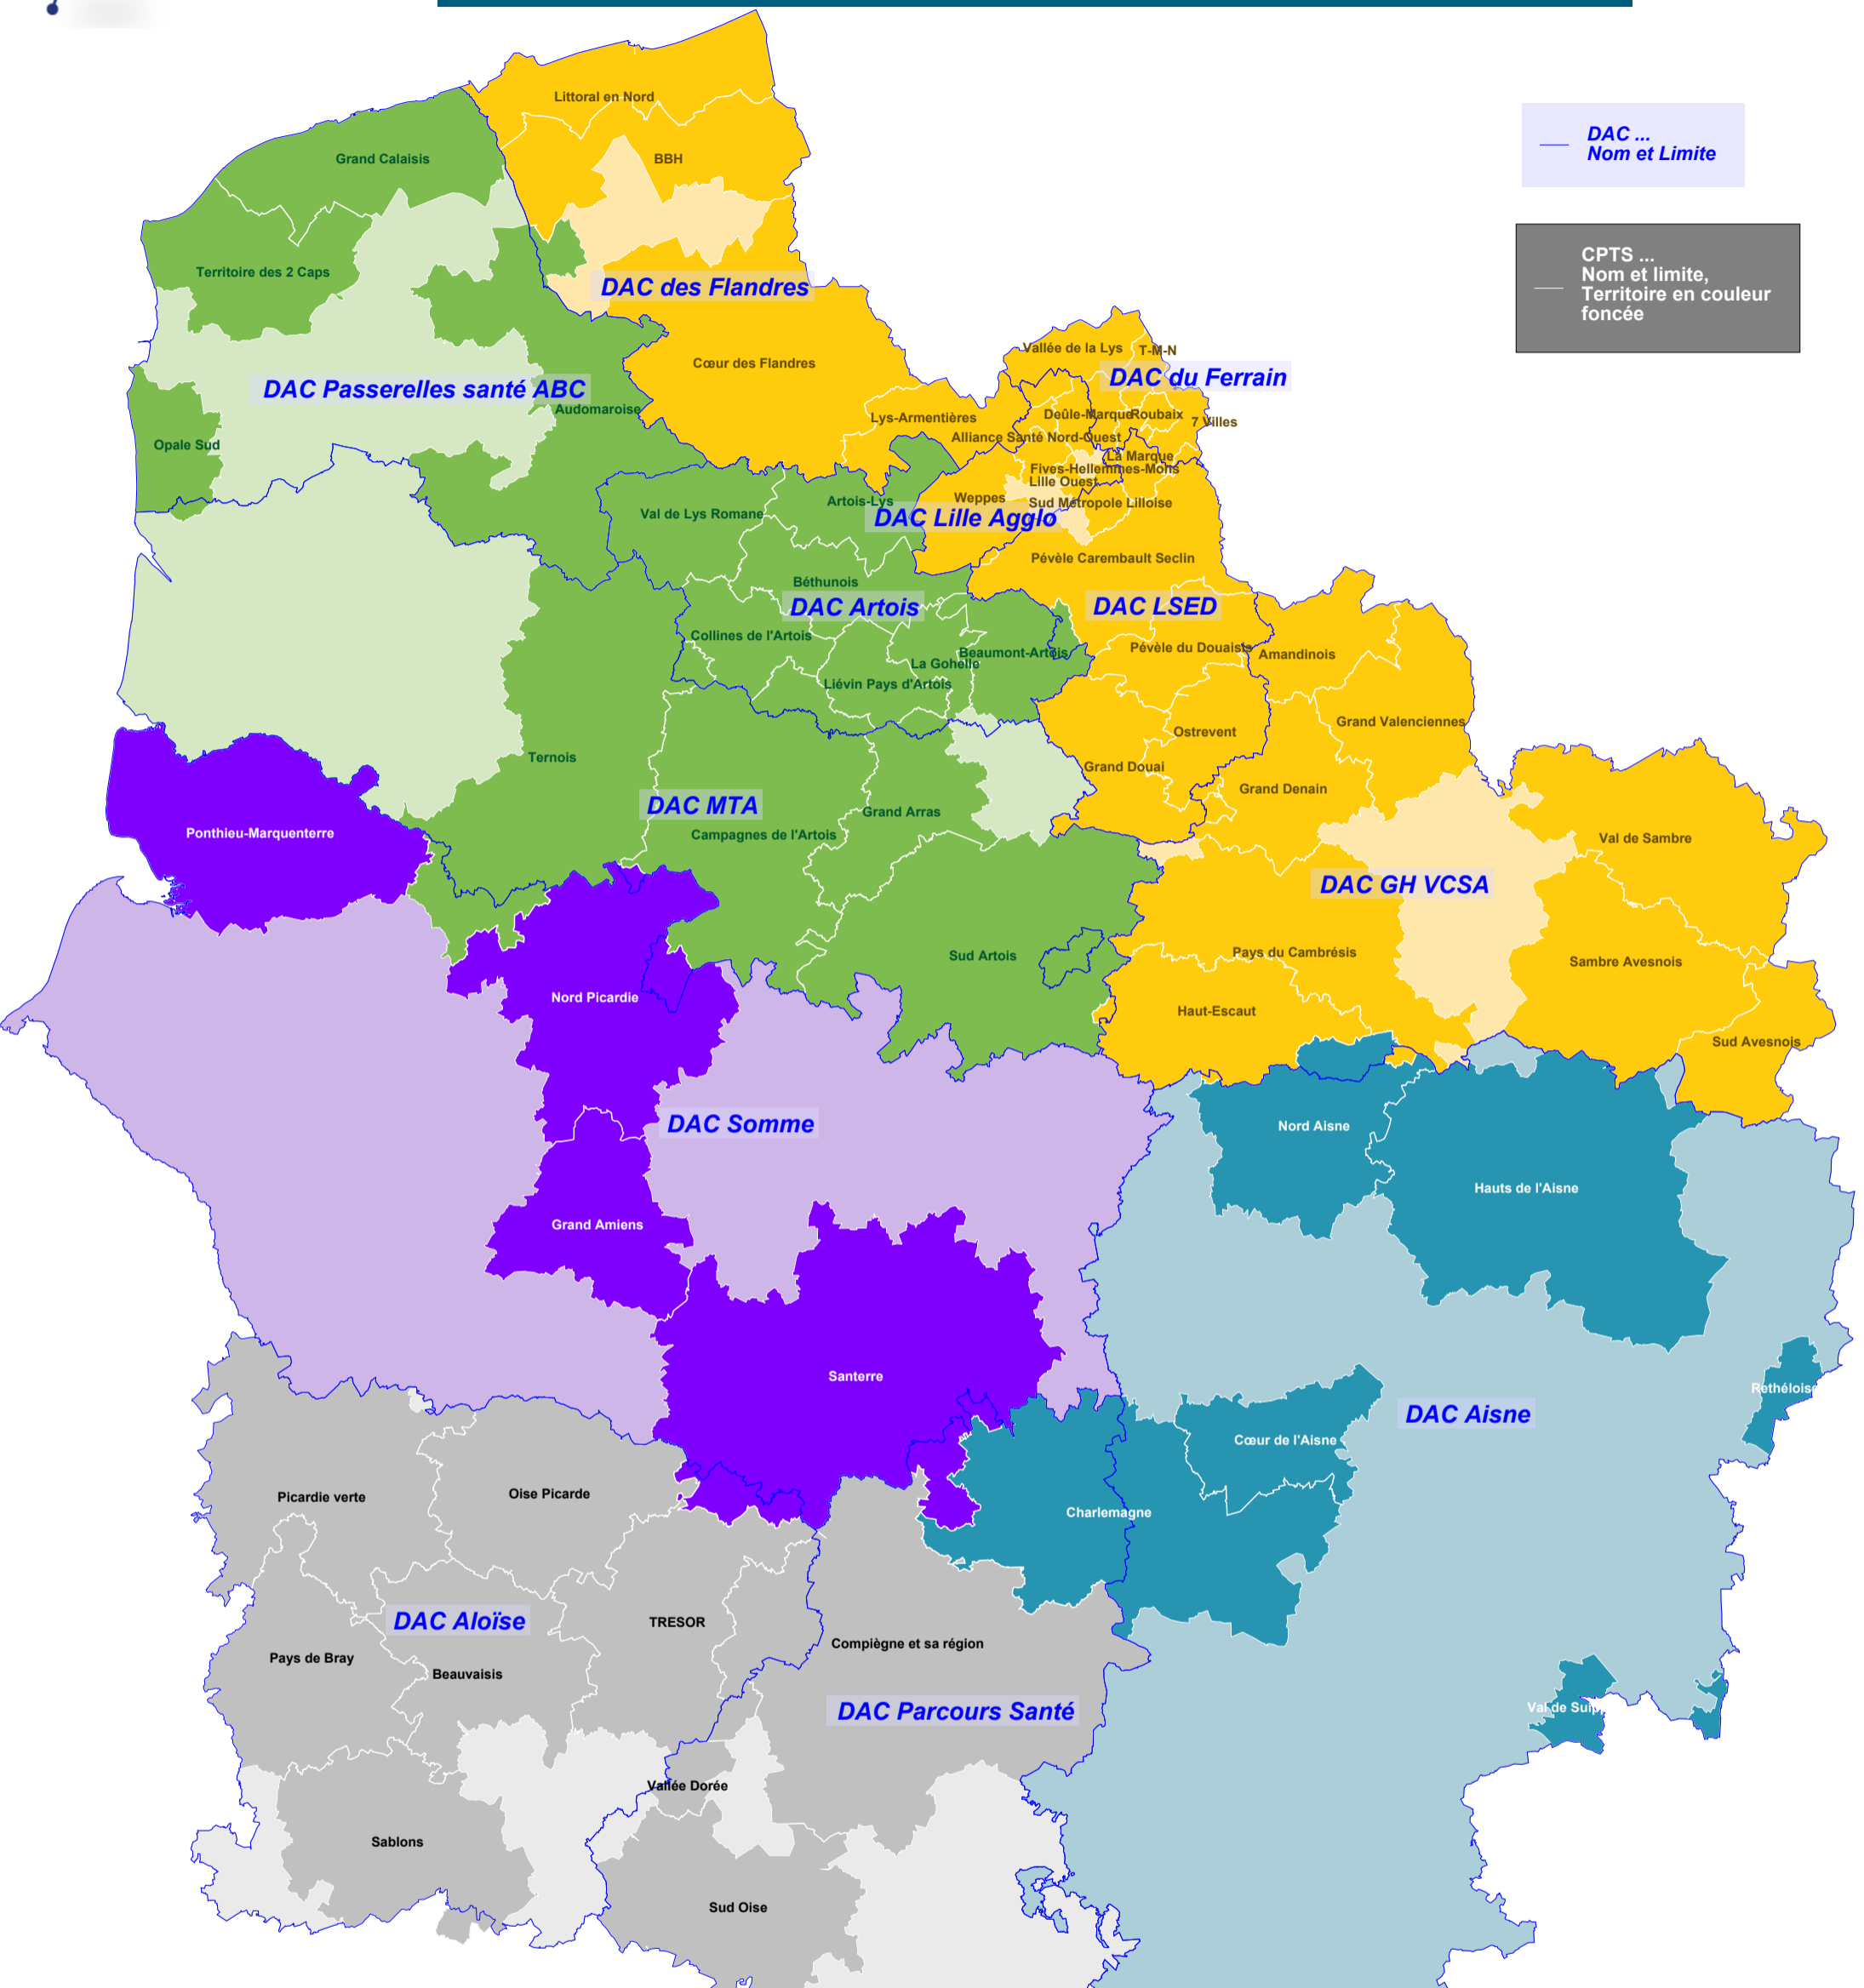 Littoral en Nord
DAC ...
Nom et Limite
Grand Calaisis
BBH
CPTS ...
Nom et limite,
Territoire en couleur
foncée
Territoire des 2 Caps
DAC des Flandres
Vallée de la Lys
T-M-N
Cœur des Flandres
DAC du Ferrain
DAC Passerelles santé ABC
Audomaroise
Lys-Armentières
Deûle-Marque
Roubaix
7 Villes
Opale Sud
Alliance Santé Nord-Ouest
La Marque
Fives-Hellemmes-Mons
Lille Ouest
Weppes
Artois-Lys
Sud Métropole Lilloise
Val de Lys Romane
DAC Lille Agglo
Pévèle Carembault Seclin
Béthunois
DAC Artois
DAC LSED
Collines de l'Artois
Pévèle du Douaisis
Beaumont-Artois
Amandinois
La Gohelle
Liévin Pays d'Artois
Grand Valenciennes
Ostrevent
Ternois
Grand Douai
Grand Denain
DAC MTA
Grand Arras
Ponthieu-Marquenterre
Campagnes de l'Artois
Val de Sambre
DAC GH VCSA
Pays du Cambrésis
Sud Artois
Sambre Avesnois
Nord Picardie
Haut-Escaut
Sud Avesnois
DAC Somme
Nord Aisne
Hauts de l'Aisne
Grand Amiens
Santerre
DAC Aisne
Cœur de l'Aisne
Picardie verte
Oise Picarde
Charlemagne
DAC Aloïse
TRESOR
Compiègne et sa région
Pays de Bray
Beauvaisis
DAC Parcours Santé
Vallée Dorée
Sablons
Sud Oise